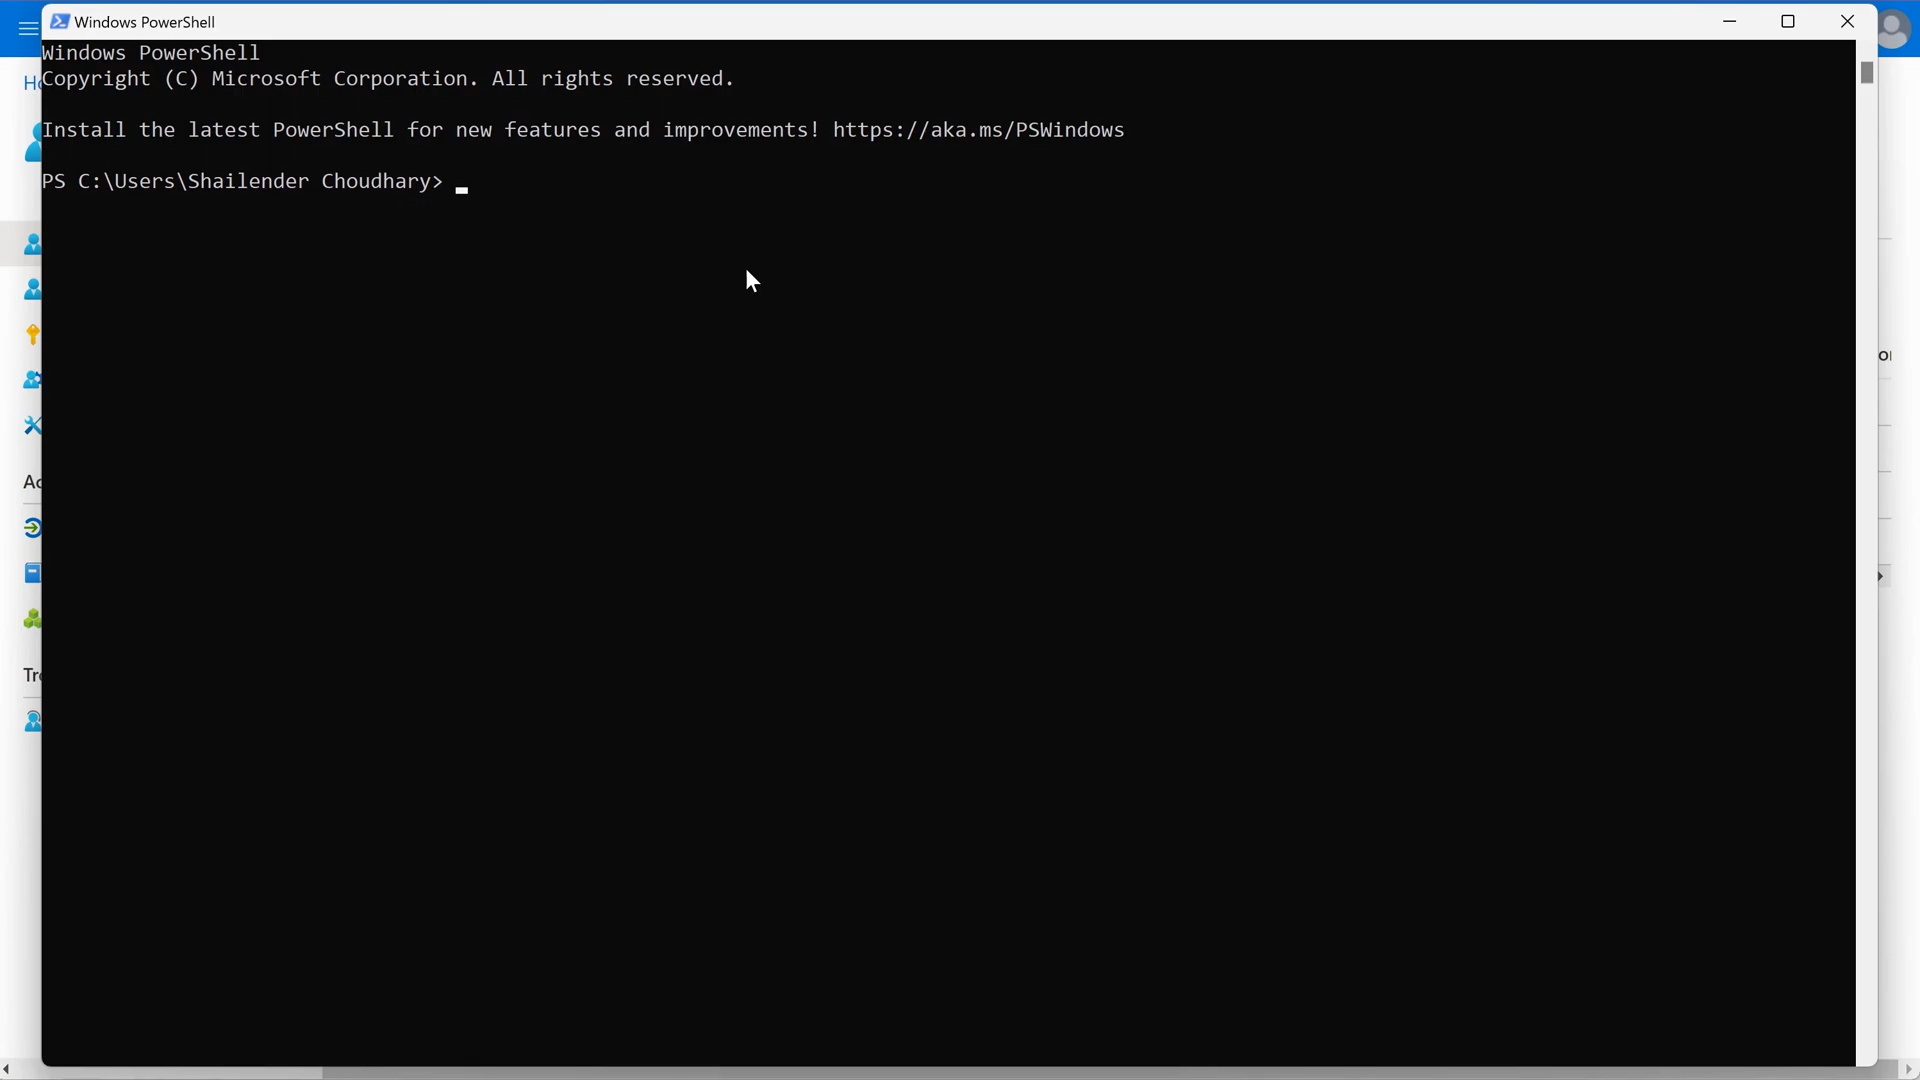 Windows PowerShell
Windows PowerShell
Copyright (C) Microsoft Corporation. All rights reserved.
Install the latest PowerShell for new features and improvements! https://aka.ms/PSWindows
PS C:\Users\Shailender Choudhary>